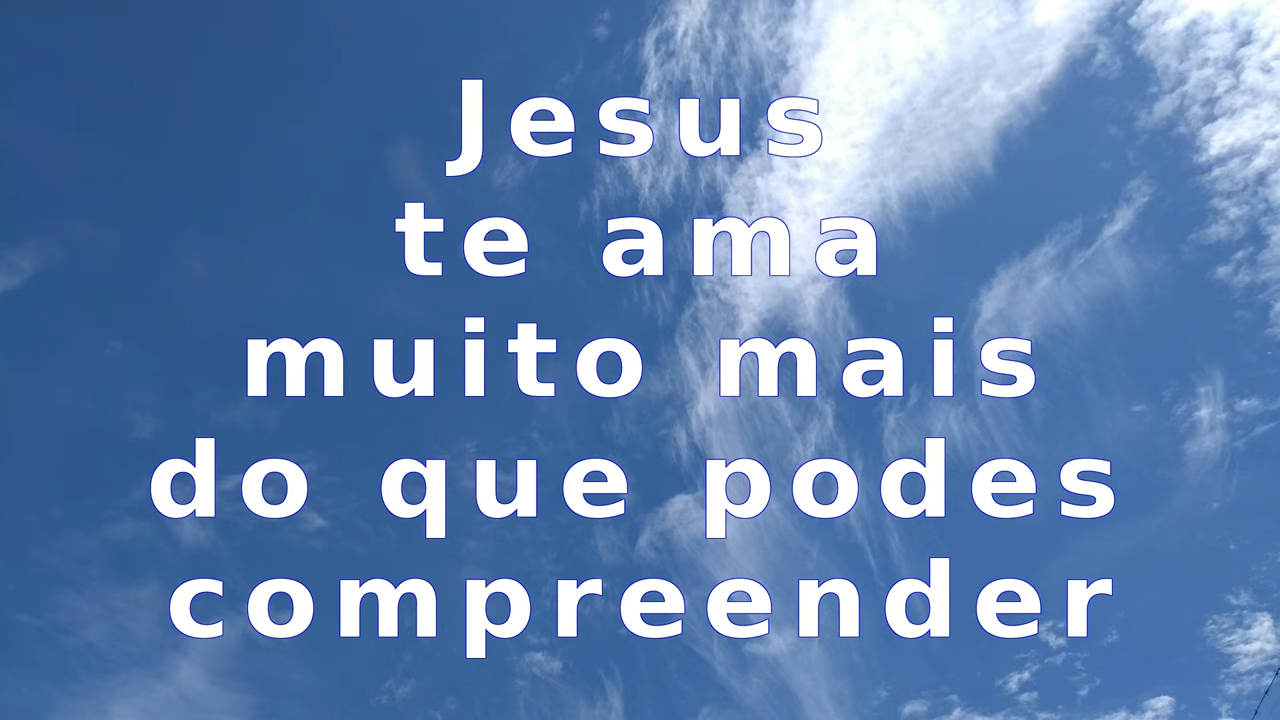 Jesus
te ama
muito mais
do que podes
compreender